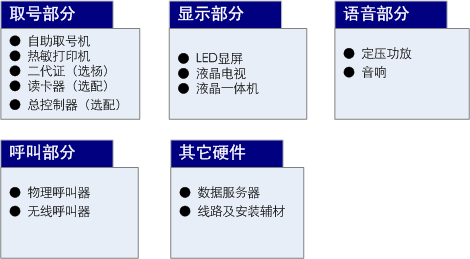 取号部分
● 自助取号机
● 热敏打印机
● 二代证（选杨）
● 读卡器（选配）
● 总控制器（选配）
显示部分
● LED显屏
● 液晶电视
● 液晶一体机
语音部分
● 定压功放
● 音响
呼叫部分
● 物理呼叫器
● 无线呼叫器
其它硬件
● 数据服务器
● 线路及安装辅材